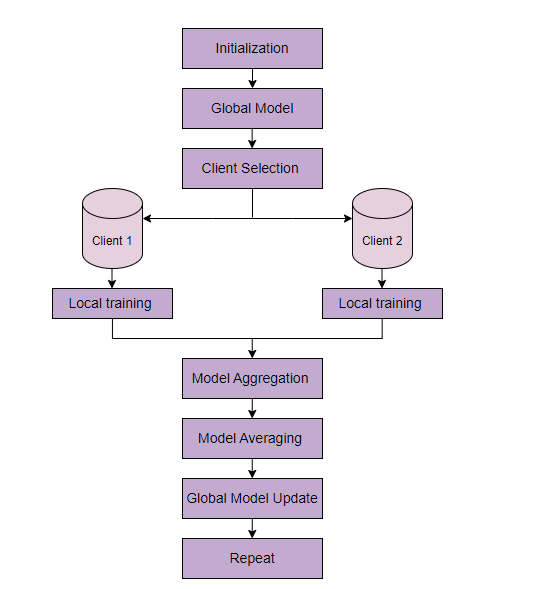 Initialization
Global Model
Client Selection
Client 1
Client 2
Local training
Local training
Model Aggregation
Model Averaging
Global Model Update
Repeat